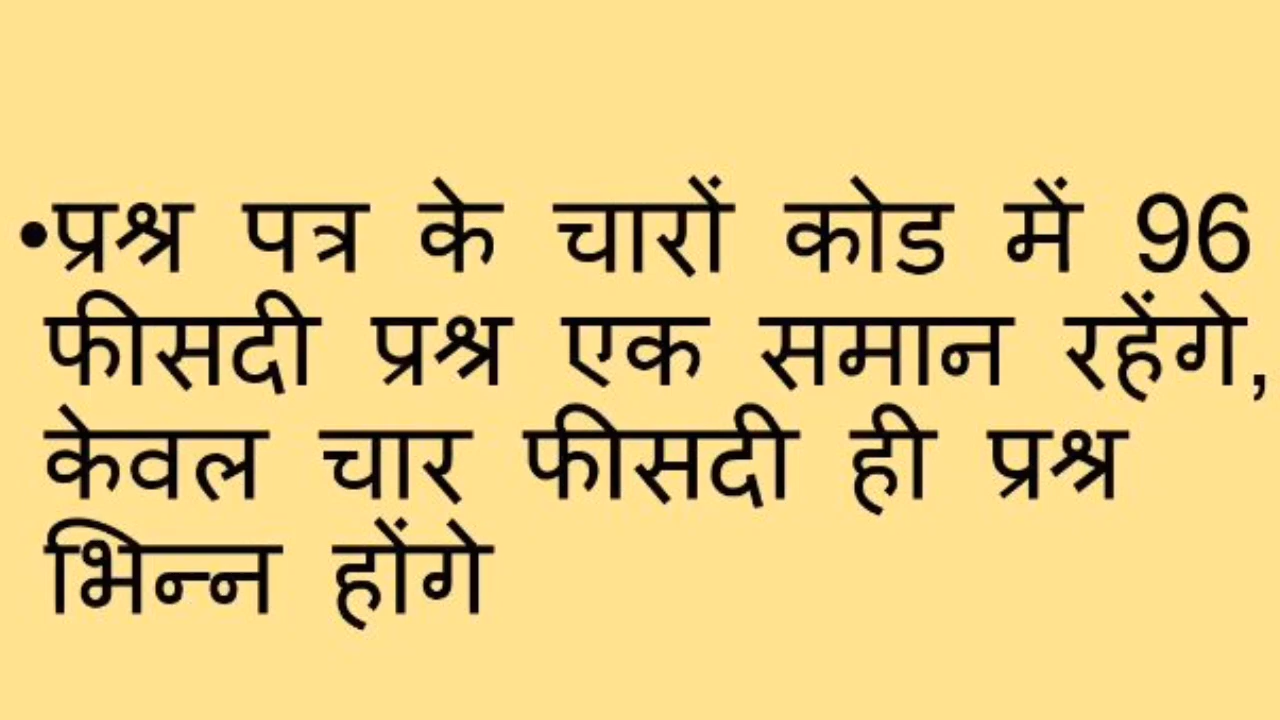 •प्रश्न पत्र के चारों कोड में 96
फीसदी प्रश्न एक समान रहेंगे,
केवल चार फीसदी ही प्रश्न
भिन्न होंगे